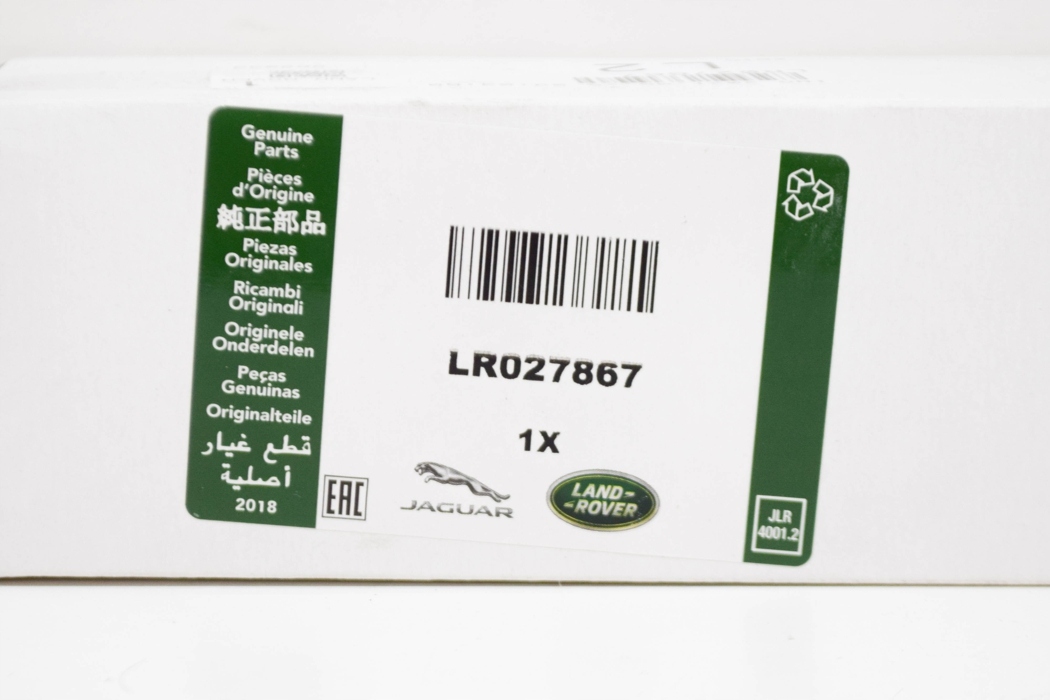 Genuine
Parts
Pièces
d'Origine
純正部品
Piezas
Originales
Ricambi
Originali
Originele
Onderdelen
Peças
Genuinas
Originalteile
قطع غيار
أصلية
2018
LR027867
1X
EAC
JAGUAR
LAND-
-ROVER
JLR
4001.2